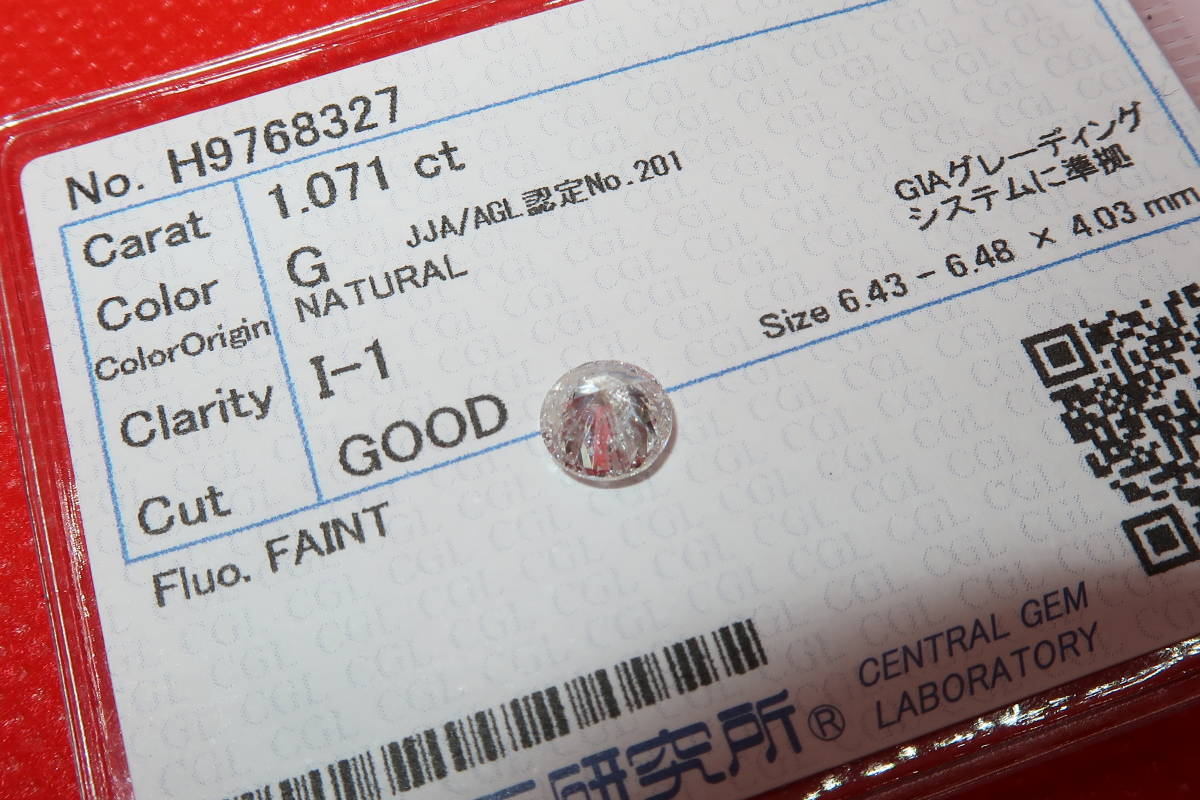 No. H9768327
Carat 1.071 ct
Color G JJA/AGL認定No.201
ColorOrigin NATURAL
GIAグレーディング
システムに準拠
Clarity I-1
Size 6.43 - 6.48 × 4.03 mm
Cut GOOD
Fluo. FAINT
研究所®
CENTRAL GEM
LABORATORY